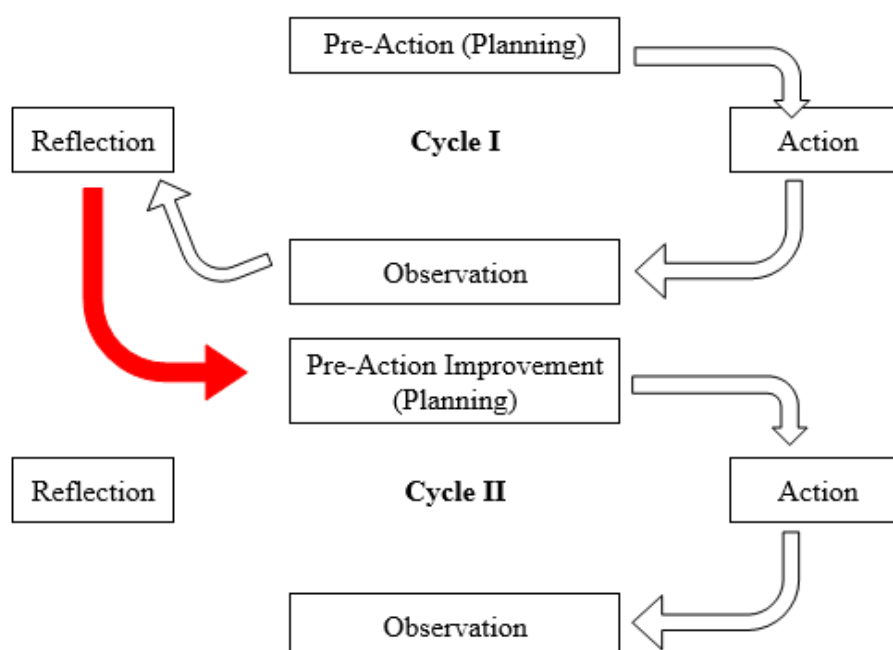 Pre-Action (Planning)
Reflection
Cycle I
Action
Observation
Pre-Action Improvement
(Planning)
Reflection
Cycle II
Action
Observation